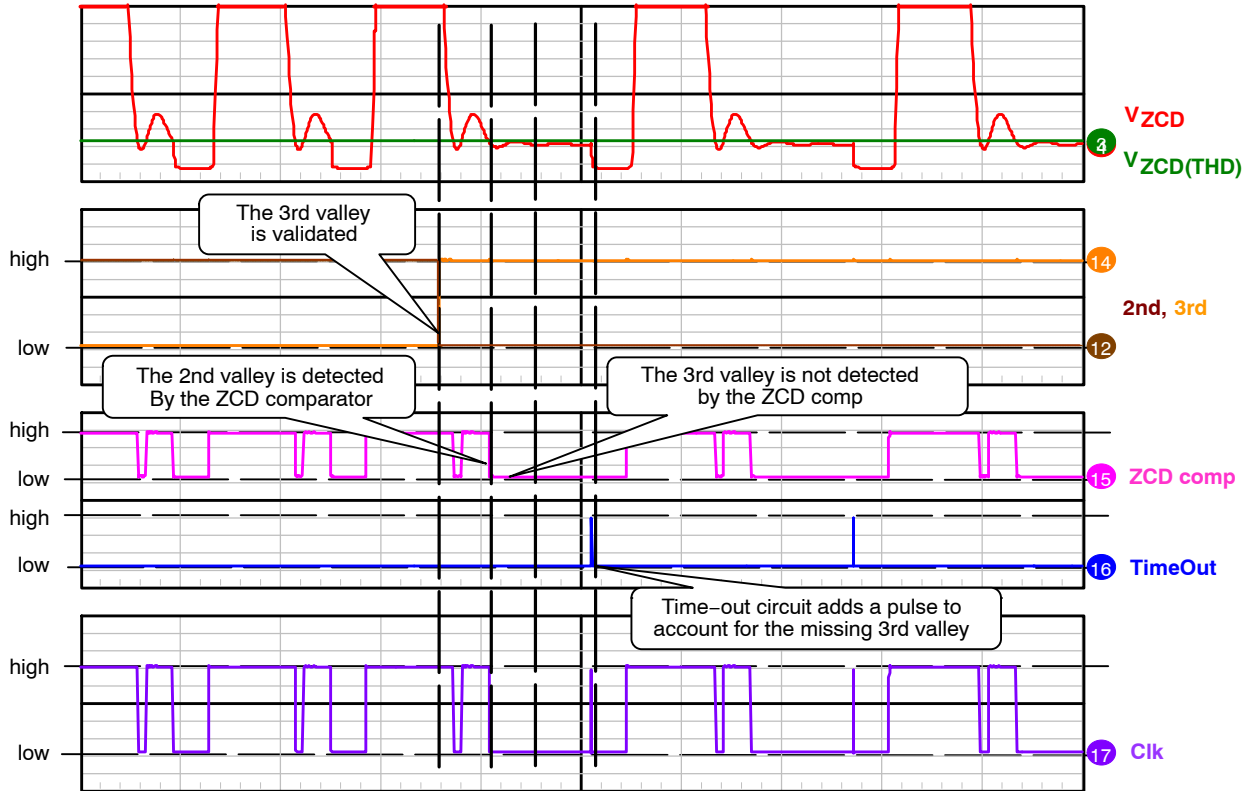 VZCD
3
4
VZCD(THD)
The 3rd valley
is validated
high
14
2nd, 3rd
low
12
The 2nd valley is detected
By the ZCD comparator
The 3rd valley is not detected
by the ZCD comp
high
low
15 ZCD comp
high
low
16 TimeOut
Time−out circuit adds a pulse to
account for the missing 3rd valley
high
low
17 Clk